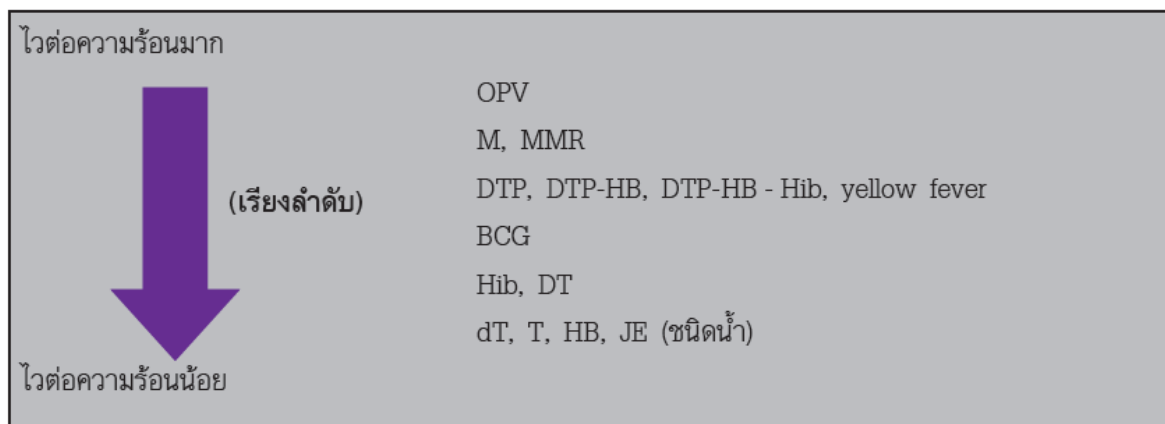 ไวต่อความร้อนมาก
OPV
M, MMR
DTP, DTP-HB, DTP-HB - Hib, yellow fever
(เรียงลำดับ)
BCG
Hib, DT
dT, T, HB, JE (ชนิดน้ำ)
ไวต่อความร้อนน้อย